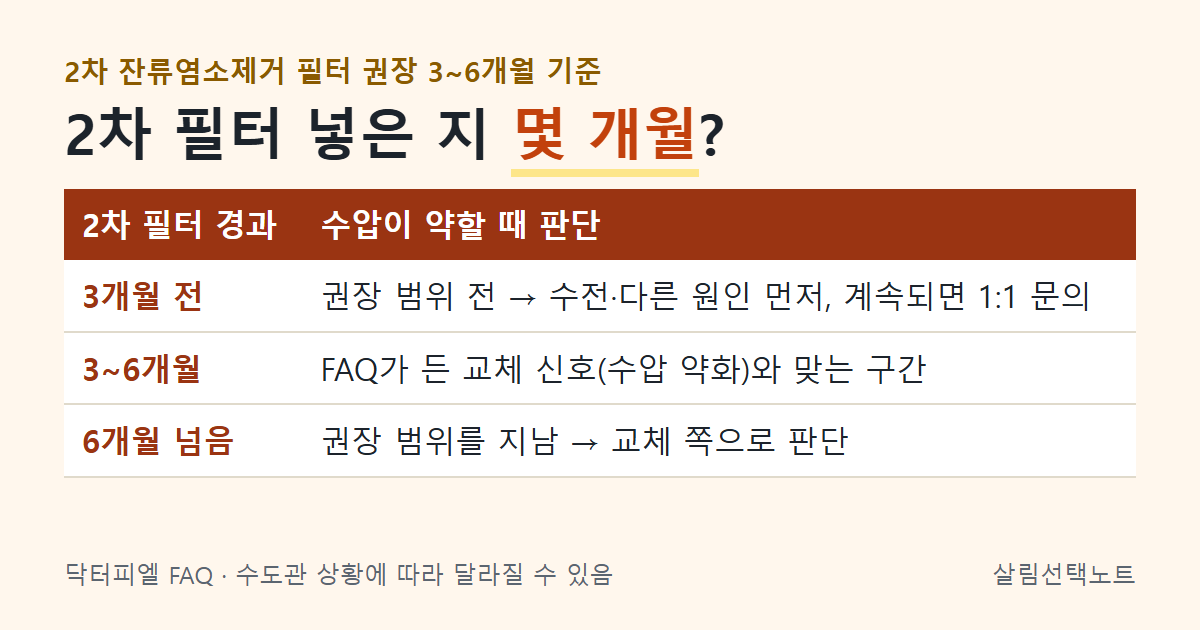 2차 잔류염소제거 필터 권장 3~6개월 기준
2차 필터 넣은 지 몇 개월?
2차 필터 경과 수압이 약할 때 판단
3개월 전 권장 범위 전 → 수전·다른 원인 먼저, 계속되면 1:1 문의
3~6개월 FAQ가 든 교체 신호(수압 약화)와 맞는 구간
6개월 넘음 권장 범위를 지남 → 교체 쪽으로 판단
닥터피엘 FAQ · 수도관 상황에 따라 달라질 수 있음 살림선택노트